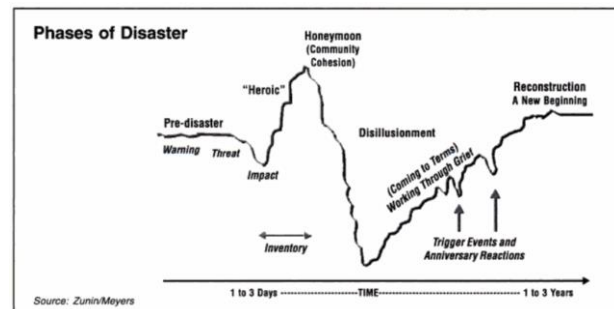 Phases of Disaster
Honeymoon
(Community
Cohesion)
"Heroic"
Reconstruction
A New Beginning
Pre-disaster
Disillusionment
Warning
Threat
Impact
(Coming to Terms)
Working Through Grief
Inventory
Trigger Events and
Anniversary Reactions
1 to 3 Days ----------------------TIME-------------------------------------- 1 to 3 Years
Source: Zunin/Meyers